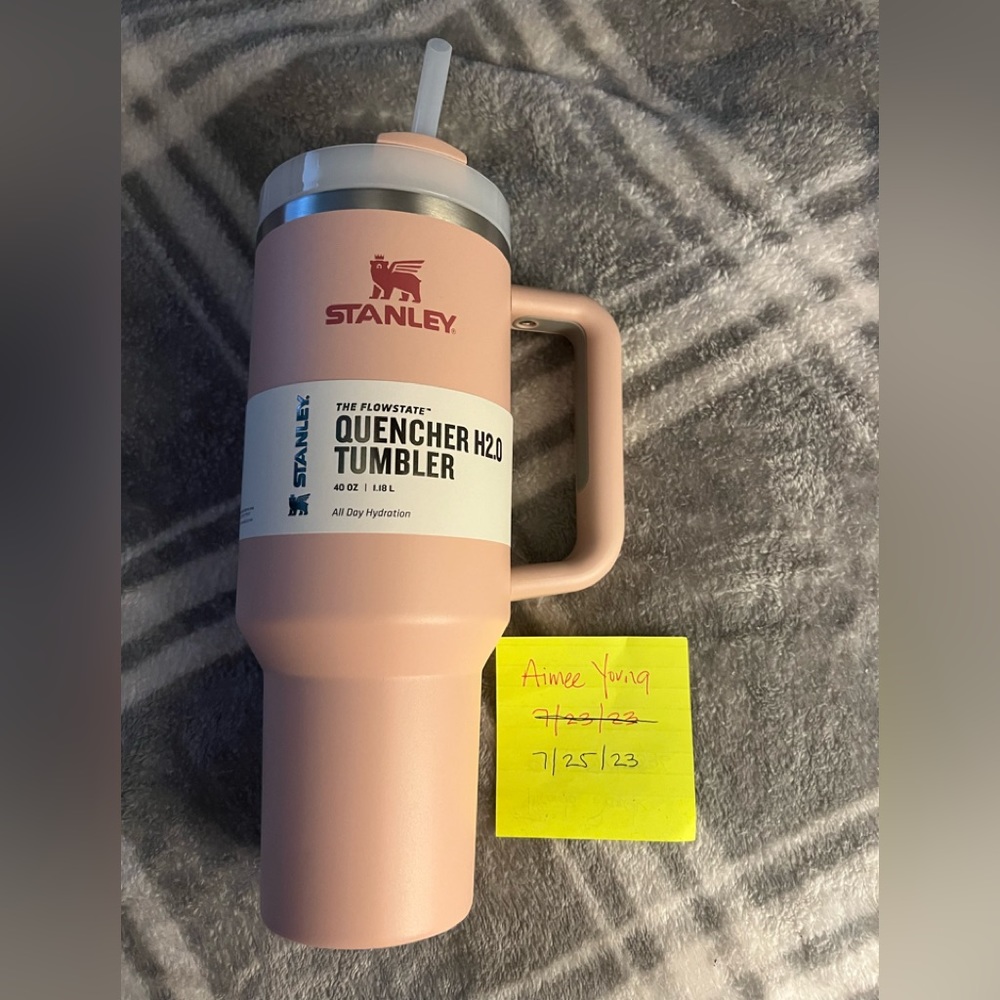 STANLEY
STANLEY
THE FLOWSTATE™
QUENCHER H2.0
TUMBLER
40 OZ | 1.18 L
All Day Hydration
Aimee Young
7/23/23
7/25/23